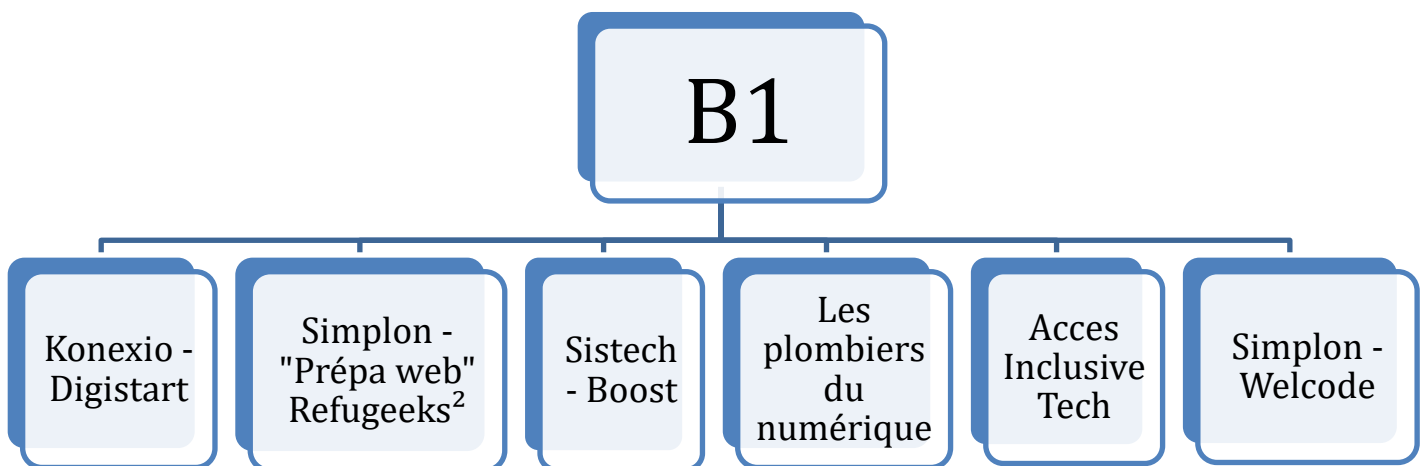 B1
Konexio -
Digistart
Simplon -
"Prépa web"
Refugeeks²
Sistech
- Boost
Les
plombiers
du
numérique
Acces
Inclusive
Tech
Simplon -
Welcode